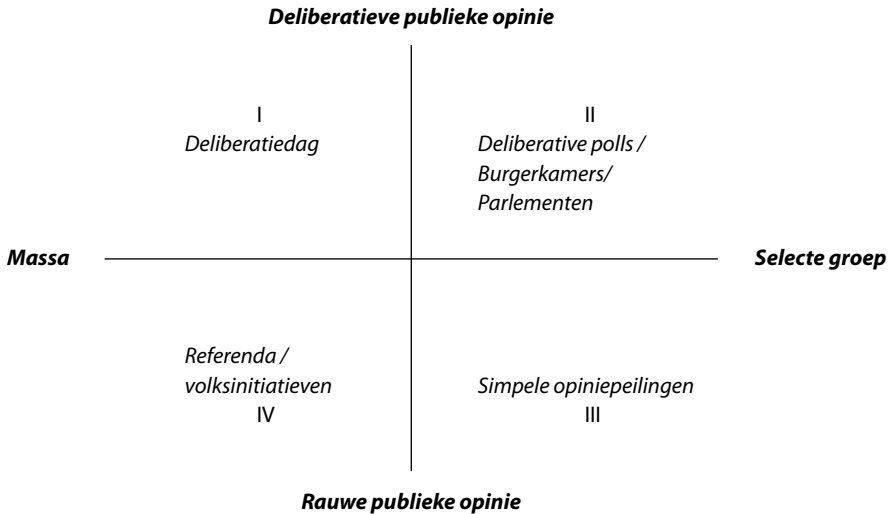 Deliberatieve publieke opinie
I
Deliberatiedag
II
Deliberative polls /
Burgerkamers/
Parlementen
Massa
Selecte groep
Referenda /
volksinitiatieven
IV
Simpele opiniepeilingen
III
Rauwe publieke opinie